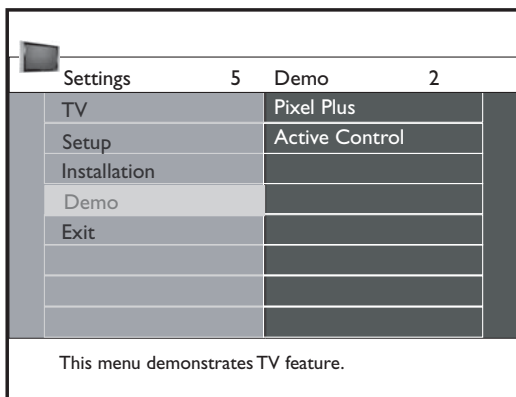 Settings 5 Demo 2
TV Pixel Plus
Setup Active Control
Installation
Demo
Exit
This menu demonstrates TV feature.